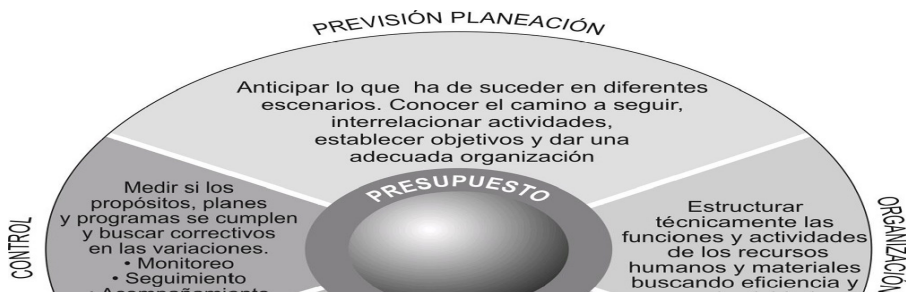 PREVISIÓN PLANEACIÓN
Anticipar lo que ha de suceder en diferentes
escenarios. Conocer el camino a seguir,
interrelacionar actividades,
establecer objetivos y dar una
adecuada organización
PRESUPUESTO
CONTROL
Medir si los
propósitos, planes
y programas se cumplen
y buscar correctivos
en las variaciones.
• Monitoreo
• Seguimiento
• Acompañamiento
ORGANIZACIÓN
Estructurar
técnicamente las
funciones y actividades
de los recursos
humanos y materiales
buscando eficiencia y